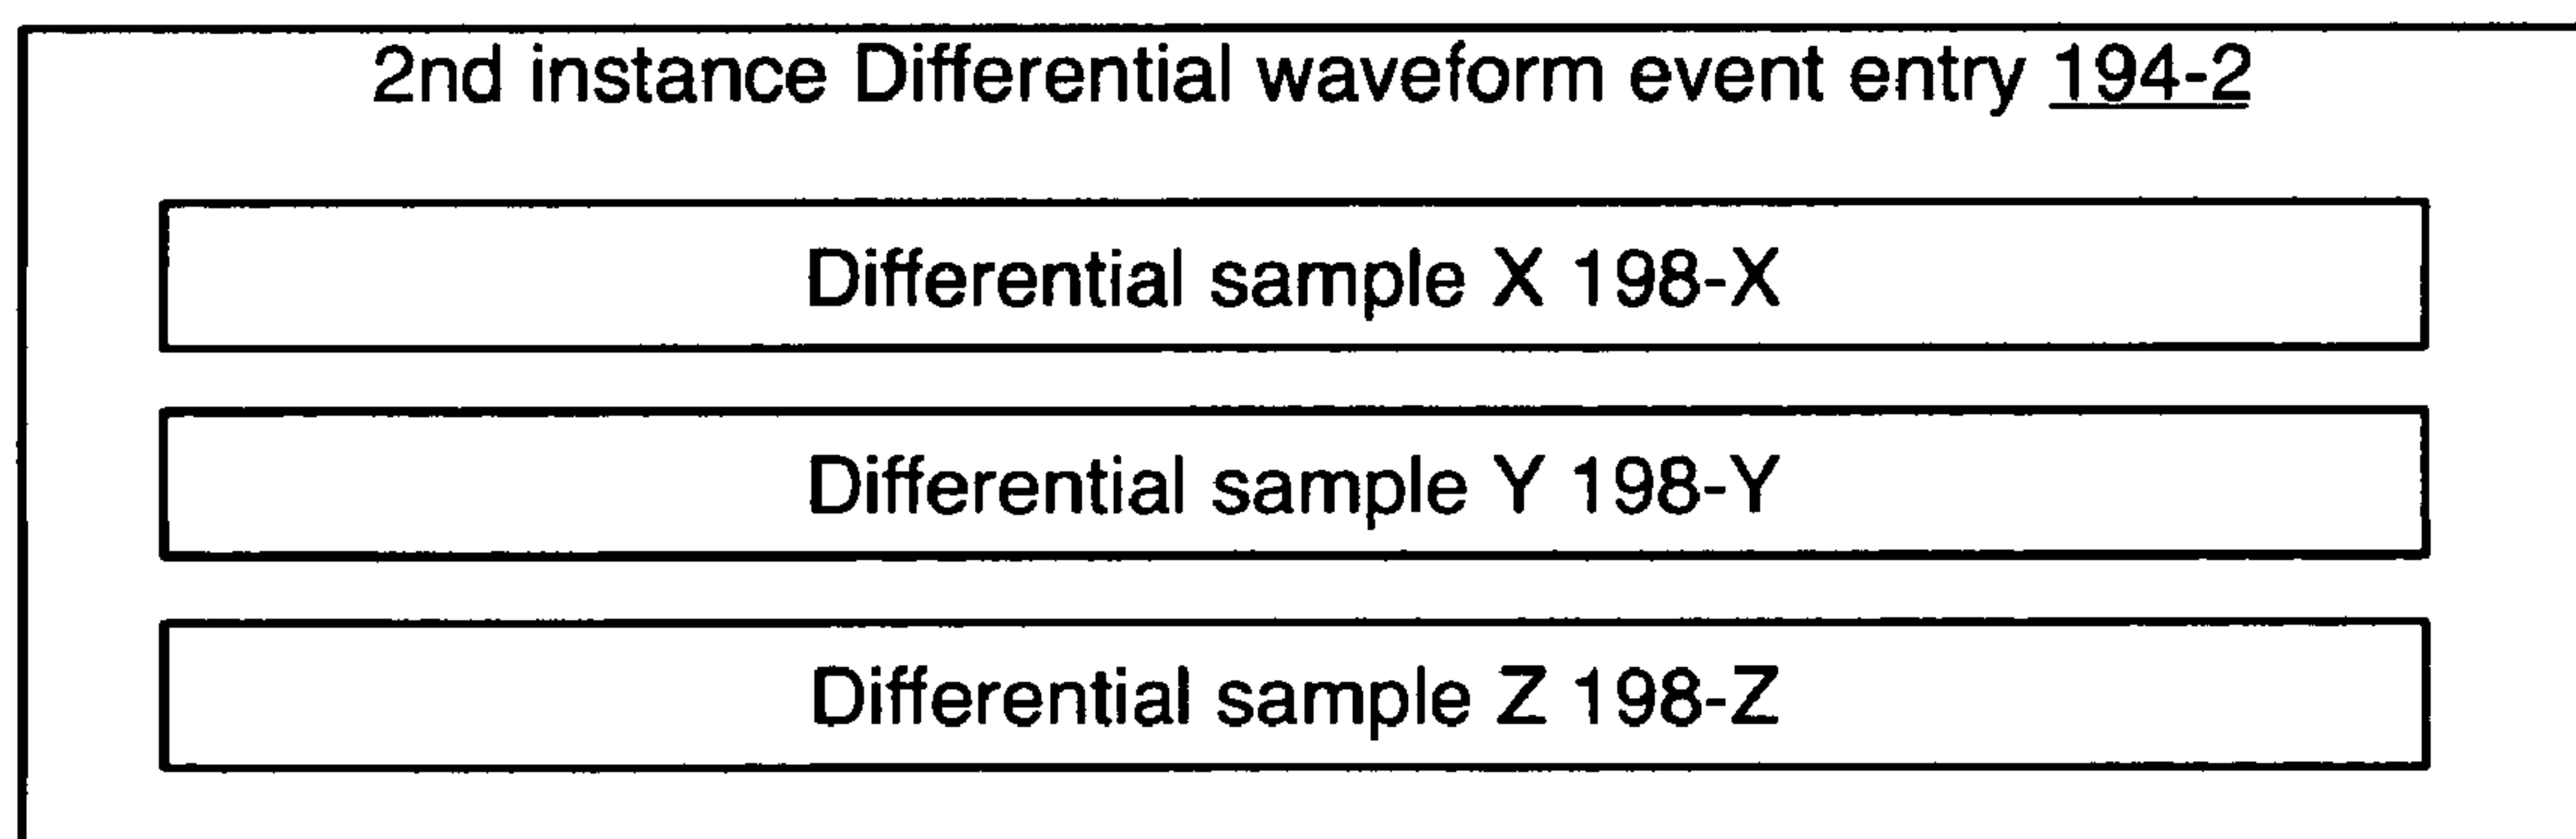 2nd instance Differential waveform event entry 194-2
Differential sample X 198-X
Differential sample Y 198-Y
Differential sample Z 198-Z